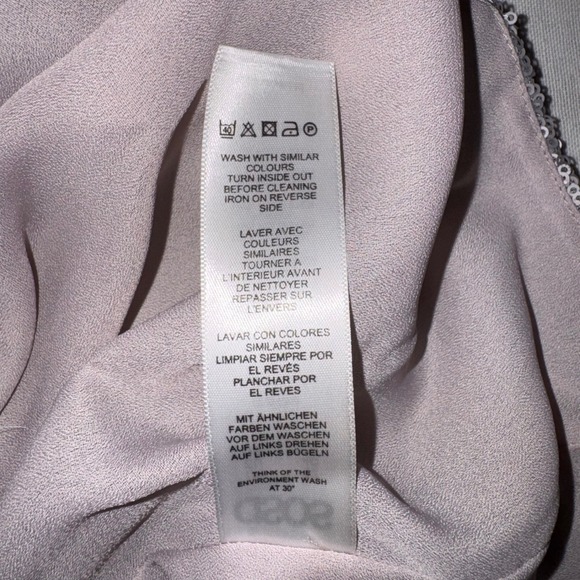 40 P
WASH WITH SIMILAR
COLOURS
TURN INSIDE OUT
BEFORE CLEANING
IRON ON REVERSE
SIDE
LAVER AVEC
COULEURS
SIMILAIRES
TOURNER A
L'INTERIEUR AVANT
DE NETTOYER
REPASSER SUR
L'ENVERS
LAVAR CON COLORES
SIMILARES
LIMPIAR SIEMPRE POR
EL REVÉS
PLANCHAR POR
EL REVES
MIT ÄHNLICHEN
FARBEN WASCHEN
VOR DEM WASCHEN
AUF LINKS DREHEN
AUF LINKS BÜGELN
THINK OF THE
ENVIRONMENT WASH
AT 30°
asos